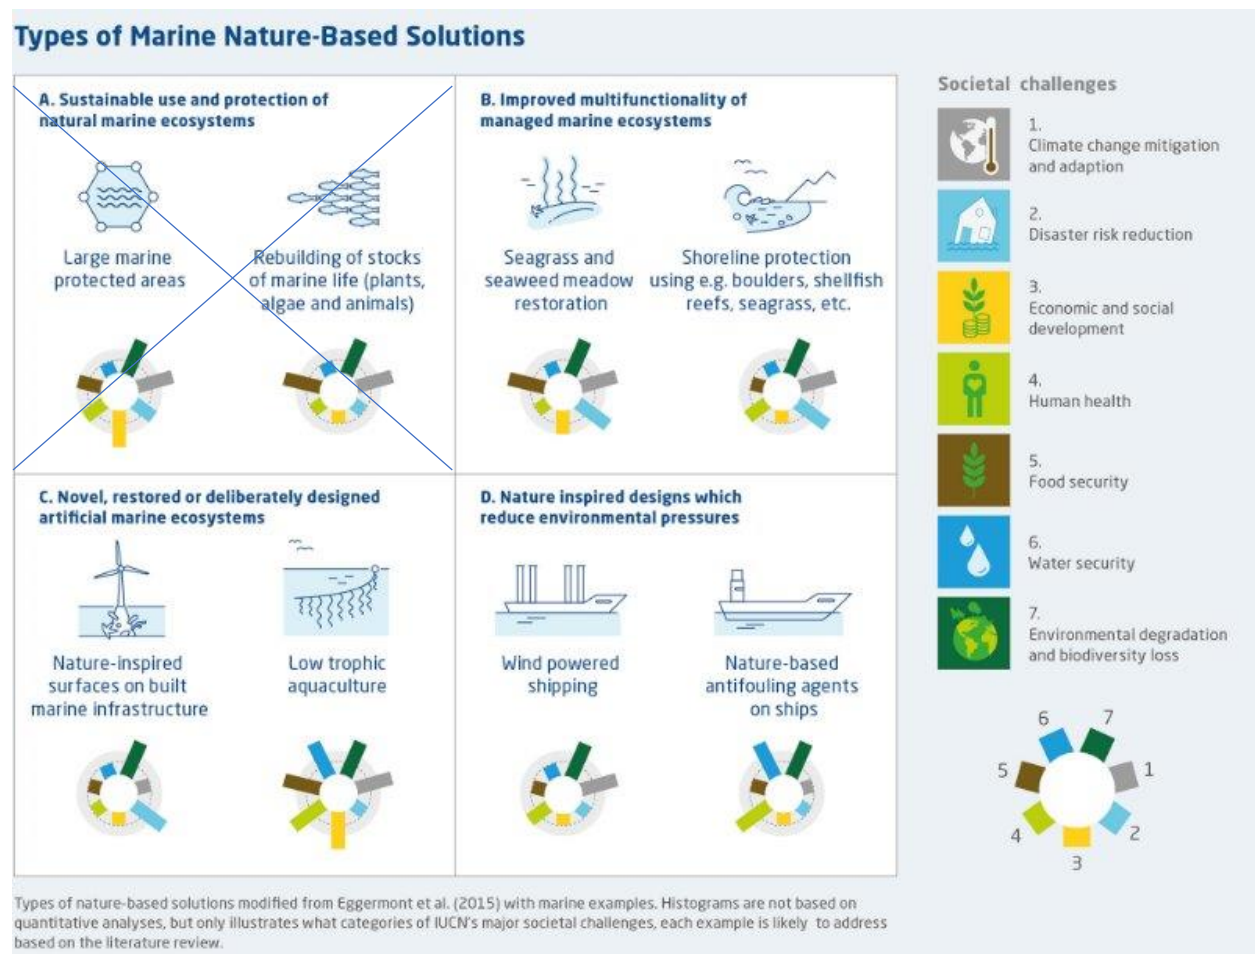 Types of Marine Nature-Based Solutions
A. Sustainable use and protection of
natural marine ecosystems
Large marine
protected areas
Rebuilding of stocks
of marine life (plants,
algae and animals)
B. Improved multifunctionality of
managed marine ecosystems
Seagrass and
seaweed meadow
restoration
Shoreline protection
using e.g. boulders, shellfish
reefs, seagrass, etc.
C. Novel, restored or deliberately designed
artificial marine ecosystems
Nature-inspired
surfaces on built
marine infrastructure
Low trophic
aquaculture
D. Nature inspired designs which
reduce environmental pressures
Wind powered
shipping
Nature-based
antifouling agents
on ships
Societal challenges
1.
Climate change mitigation
and adaption
2.
Disaster risk reduction
3.
Economic and social
development
4.
Human health
5.
Food security
6.
Water security
7.
Environmental degradation
and biodiversity loss
6 7
5 1
4 2
3
Types of nature-based solutions modified from Eggermont et al. (2015) with marine examples. Histograms are not based on
quantitative analyses, but only illustrates what categories of IUCN's major societal challenges, each example is likely to address
based on the literature review.